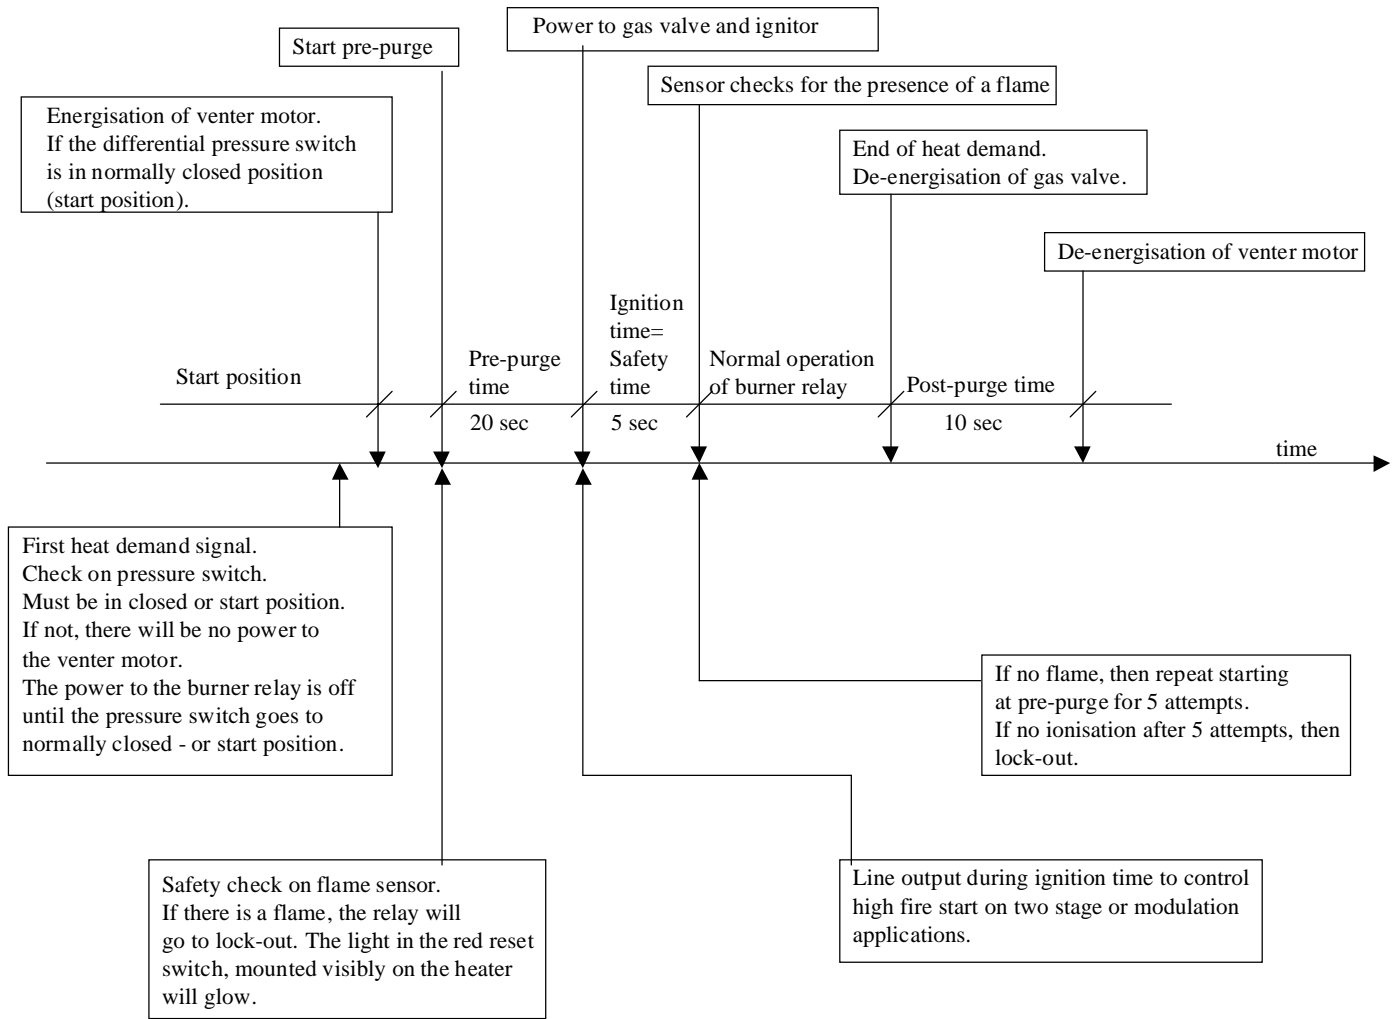 Power to gas valve and ignitor
Start pre-purge
Sensor checks for the presence of a flame
Energisation of venter motor.
If the differential pressure switch
is in normally closed position
(start position).
End of heat demand.
De-energisation of gas valve.
De-energisation of venter motor
Start position
Pre-purge
time
20 sec
Ignition
time=
Safety
time
5 sec
Normal operation
of burner relay
Post-purge time
10 sec
time
First heat demand signal.
Check on pressure switch.
Must be in closed or start position.
If not, there will be no power to
the venter motor.
The power to the burner relay is off
until the pressure switch goes to
normally closed - or start position.
If no flame, then repeat starting
at pre-purge for 5 attempts.
If no ionisation after 5 attempts, then
lock-out.
Safety check on flame sensor.
If there is a flame, the relay will
go to lock-out. The light in the red reset
switch, mounted visibly on the heater
will glow.
Line output during ignition time to control
high fire start on two stage or modulation
applications.